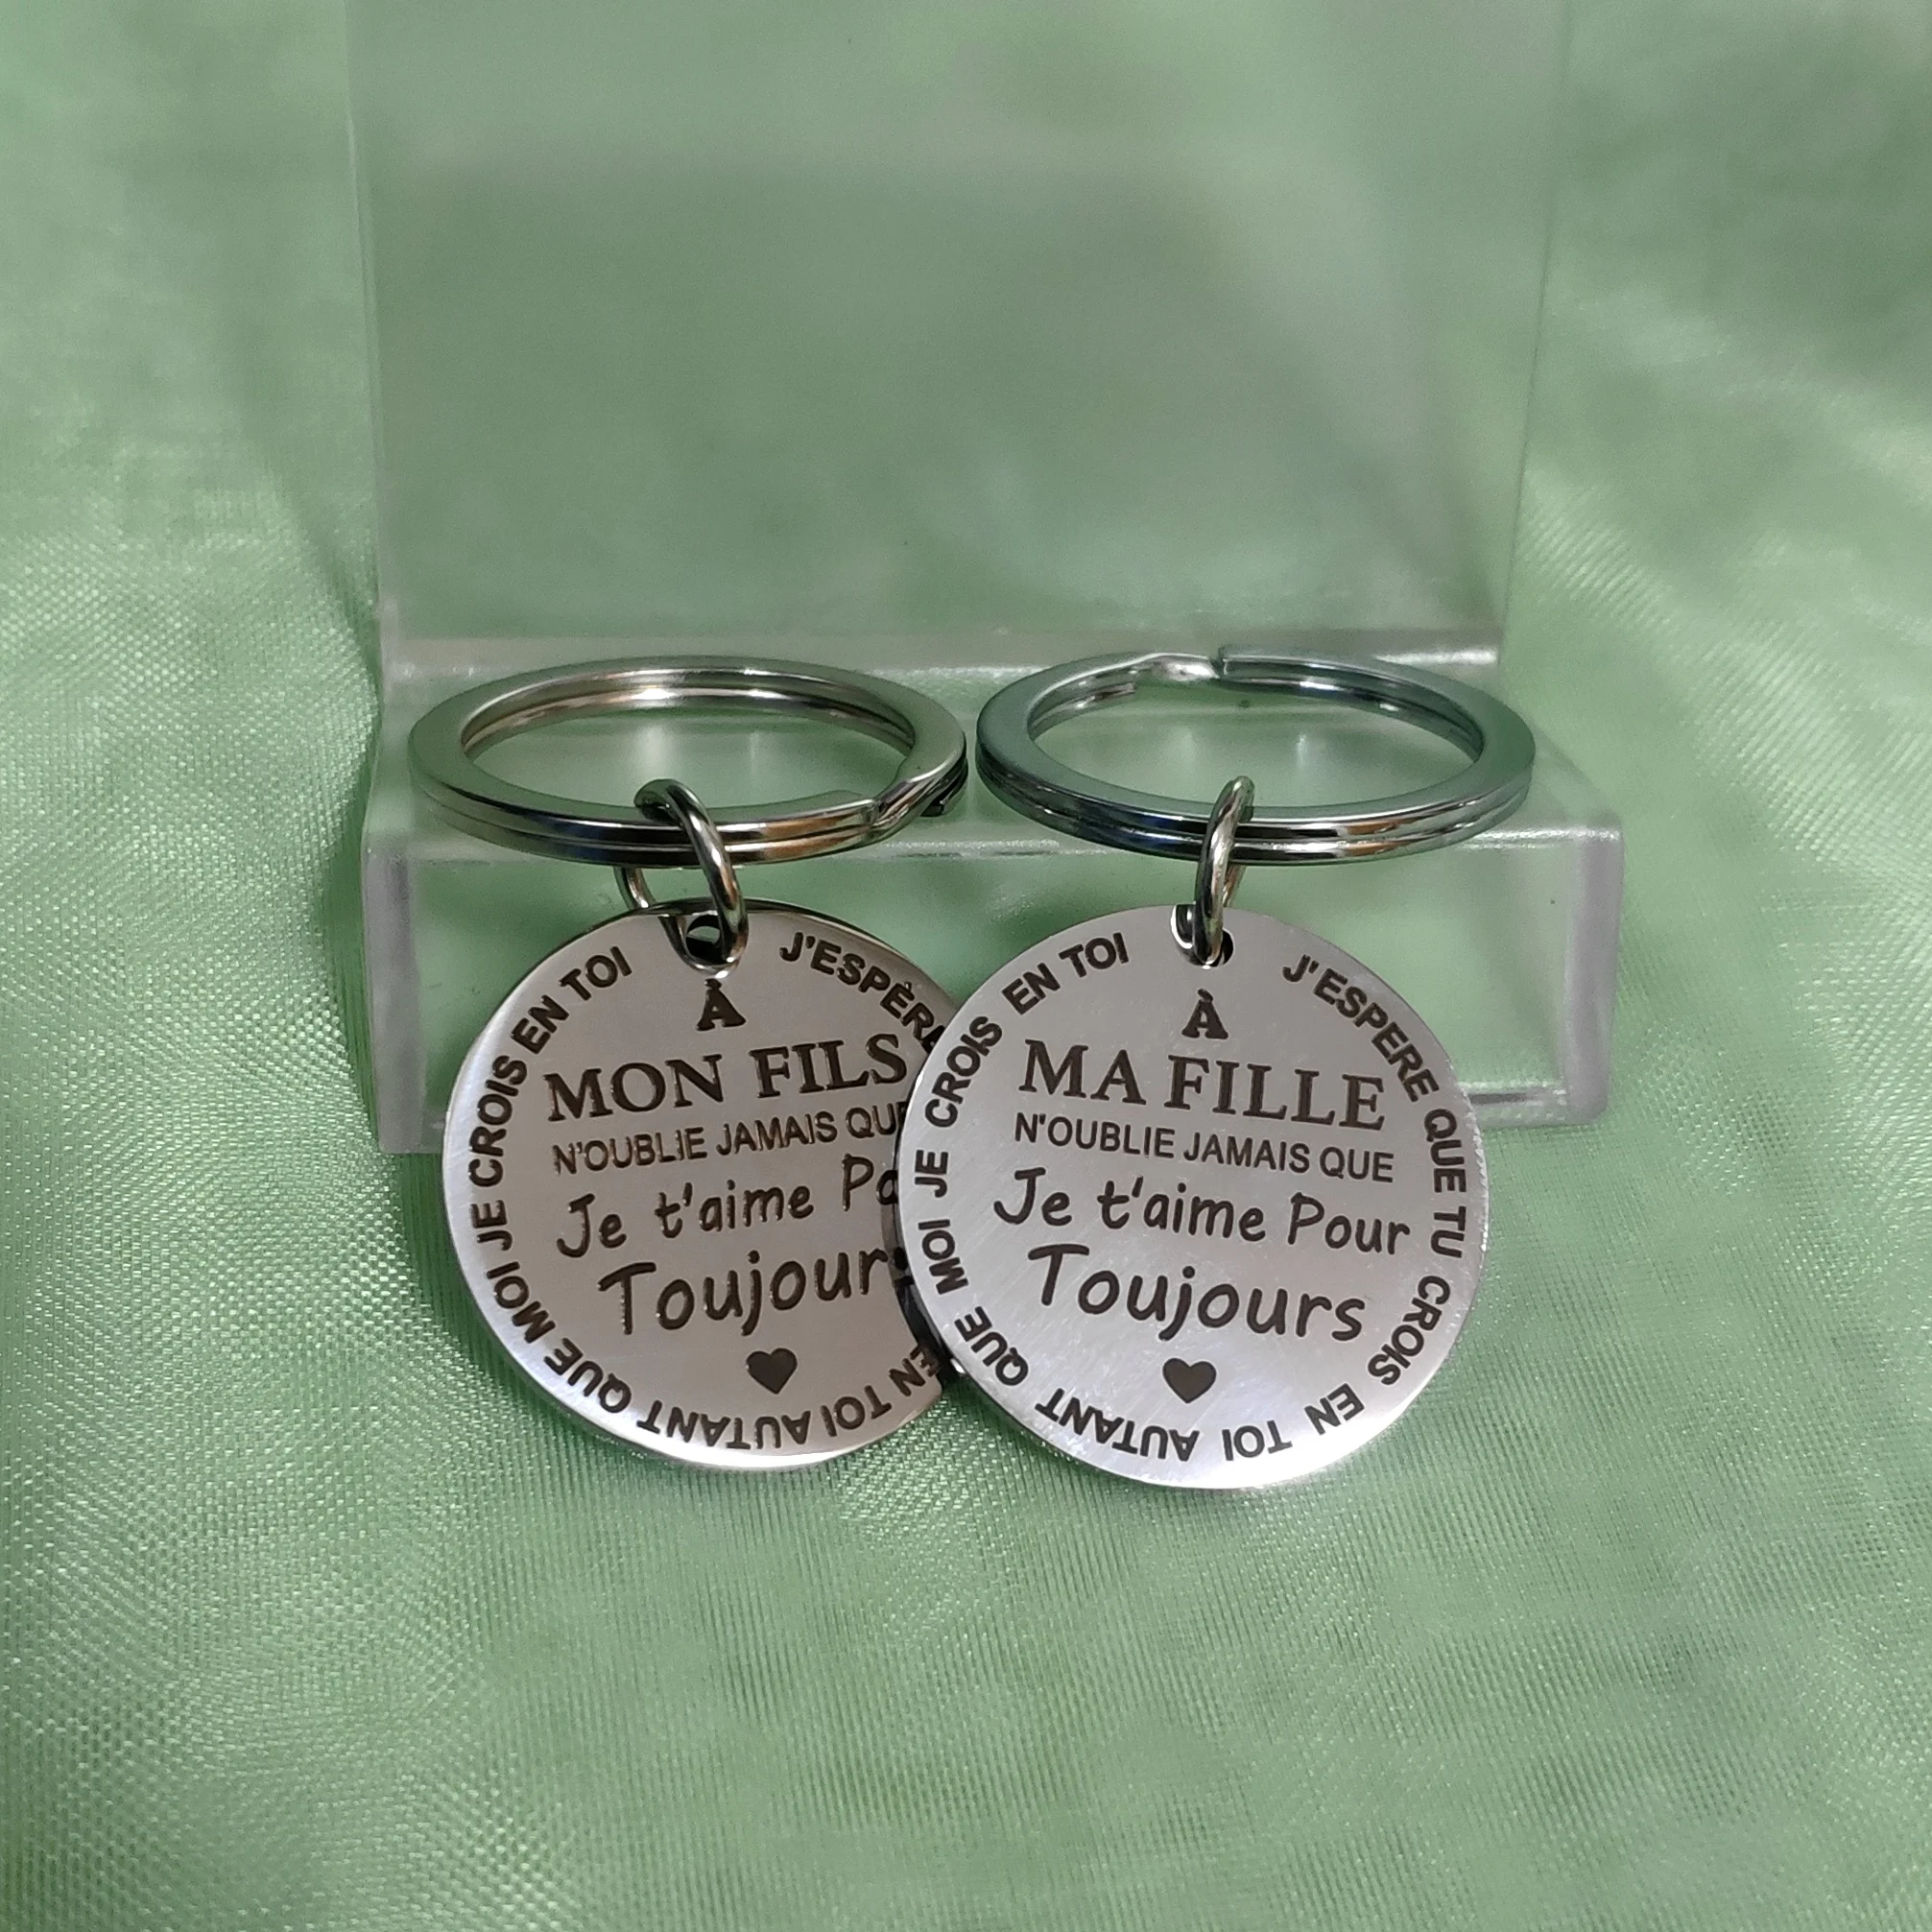 À
MON FILS
N'OUBLIE JAMAIS QUE
Je t'aime
Toujours
J'ESPÈRE
EN TOI AUTANT QUE MOI JE CROIS EN TOI
À
MA FILLE
N'OUBLIE JAMAIS QUE
Je t'aime Pour
Toujours
J'ESPERE QUE TU CROIS EN TOI AUTANT QUE MOI JE CROIS EN TOI